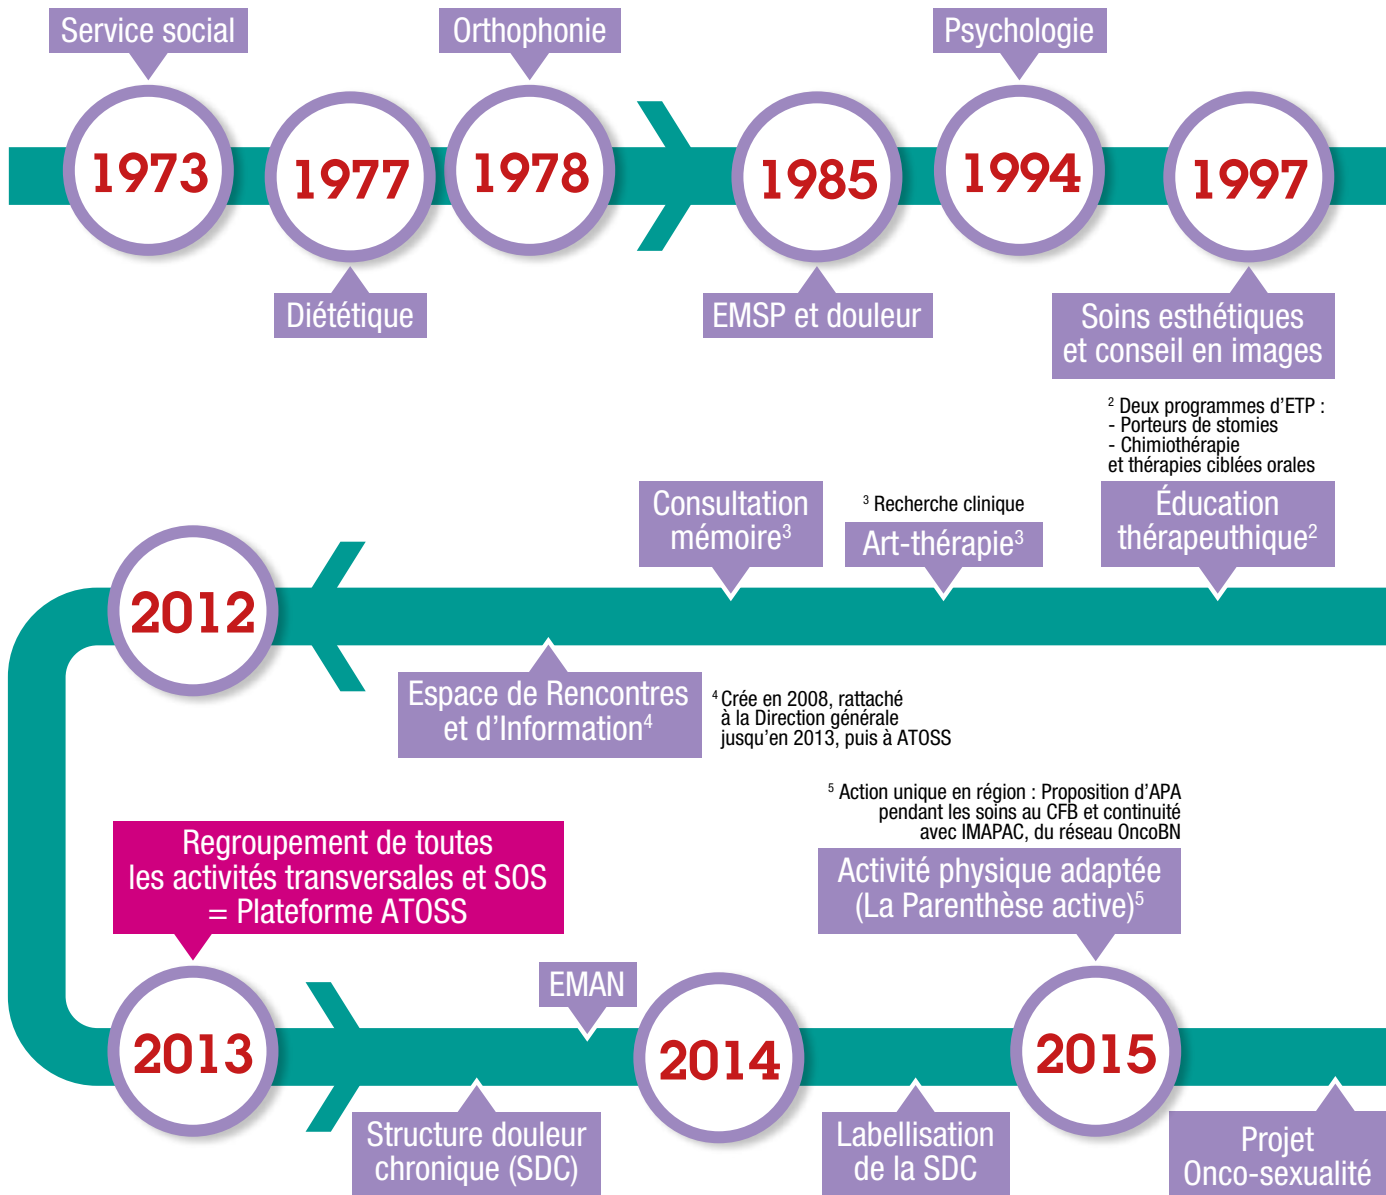 Service social
Orthophonie
Psychologie
1973
1977
1978
1985
1994
1997
Diététique
EMSP et douleur
Soins esthétiques
et conseil en images
² Deux programmes d’ETP :
- Porteurs de stomies
- Chimiothérapie
et thérapies ciblées orales
Consultation
mémoire³
³ Recherche clinique
Art-thérapie³
Éducation
thérapeuthique²
2012
Espace de Rencontres
et d’Information⁴
⁴ Crée en 2008, rattaché
à la Direction générale
jusqu’en 2013, puis à ATOSS
⁵ Action unique en région : Proposition d’APA
pendant les soins au CFB et continuité
avec IMAPAC, du réseau OncoBN
Regroupement de toutes
les activités transversales et SOS
= Plateforme ATOSS
Activité physique adaptée
(La Parenthèse active)⁵
EMAN
2013
2014
2015
Structure douleur
chronique (SDC)
Labellisation
de la SDC
Projet
Onco-sexualité